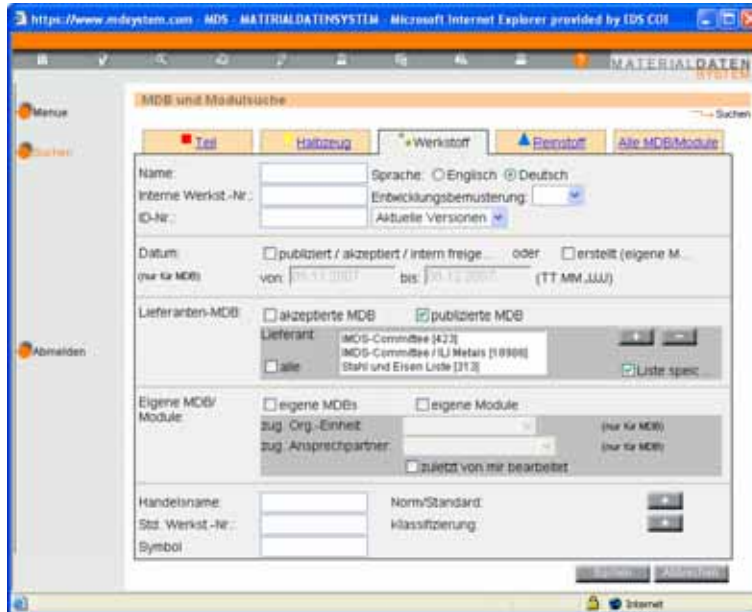 https://www.mdsystem.com - MDS - MATERIALDATENSYSTEM - Microsoft Internet Explorer provided by EDS COE
MATERIALDATEN
SYSTEM
Menue
Suchen
Abmelden
MDB und Modulsuche
Suchen
Teil
Halbzeug
Werkstoff
Reinstoff
Alle MDB/Module
Name:
Sprache: Englisch Deutsch
Interne Werkst.-Nr.:
Entwicklungsbemusterung:
ID-Nr.:
Aktuelle Versionen
Datum:
publiziert / akzeptiert / intern freige... oder erstellt (eigene M...
(nur für MDB)
von: bis: (TT.MM.JJJJ)
Lieferanten-MDB:
akzeptierte MDB publizierte MDB
Lieferant
IMDS-Committee [423]
IMDS-Committee / ILI Metals [18986]
Stahl und Eisen Liste [313]
+ -
alle
Liste speic...
Eigene MDB/
Module:
eigene MDBs eigene Module
zug. Org.-Einheit (nur für MDB)
zug. Ansprechpartner (nur für MDB)
zuletzt von mir bearbeitet
Handelsname:
Norm/Standard:
Std. Werkst.-Nr.:
Klassifizierung:
Symbol
Suchen Abbrechen
Internet